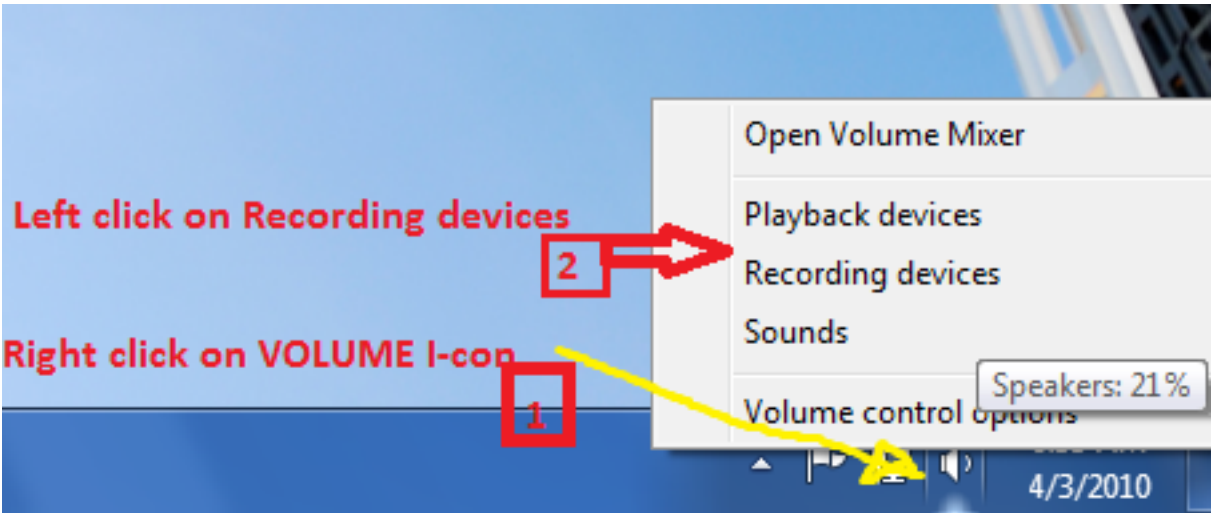 Open Volume Mixer
Left click on Recording devices
Playback devices
2
Recording devices
Sounds
Right click on VOLUME I-con
Speakers: 21%
1
Volume control options
4/3/2010